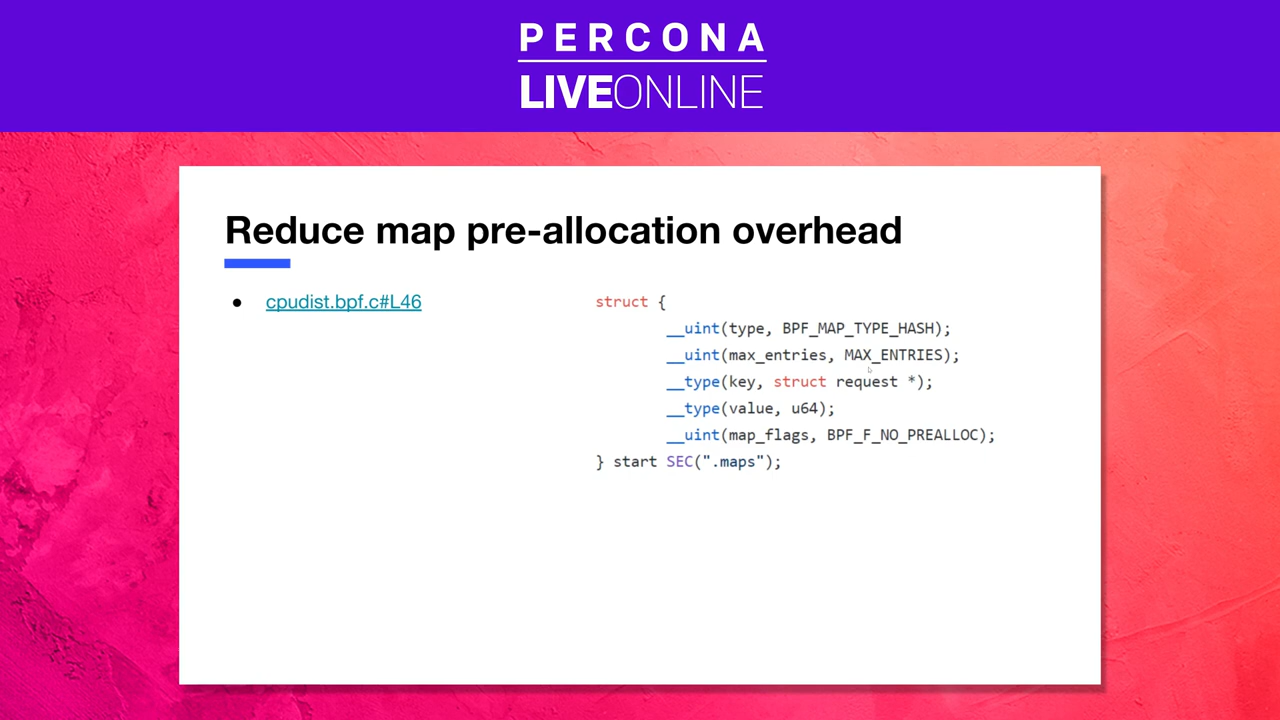 PERCONA
LIVEONLINE
Reduce map pre-allocation overhead
● cpudist.bpf.c#L46
struct {
__uint(type, BPF_MAP_TYPE_HASH);
__uint(max_entries, MAX_ENTRIES);
__type(key, struct request *);
__type(value, u64);
__uint(map_flags, BPF_F_NO_PREALLOC);
} start SEC(".maps");